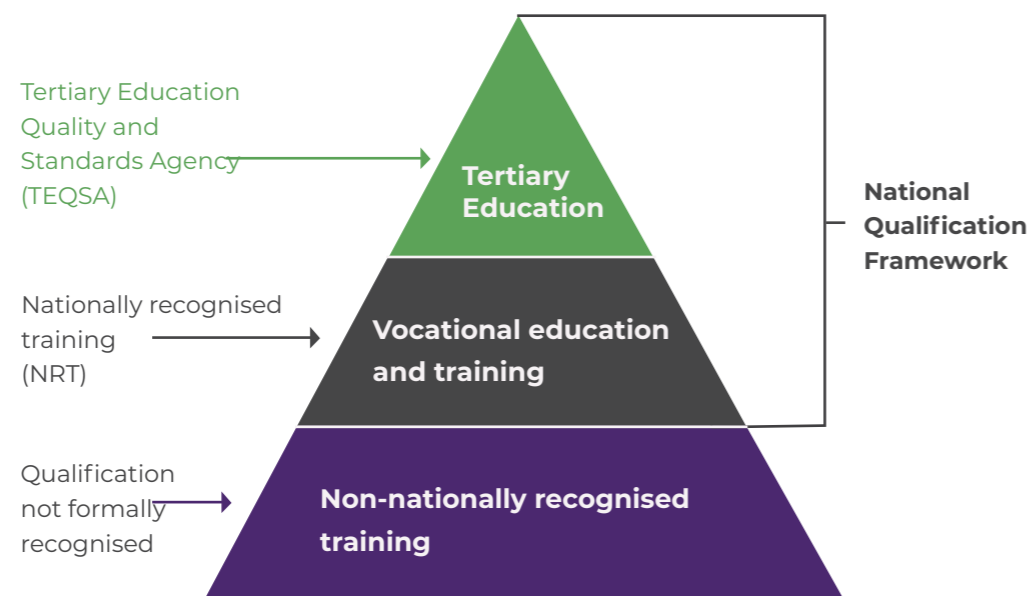 Tertiary Education
Quality and
Standards Agency
(TEQSA)
Tertiary
Education
National
Qualification
Framework
Nationally recognised
training
(NRT)
Vocational education
and training
Qualification
not formally
recognised
Non-nationally recognised
training